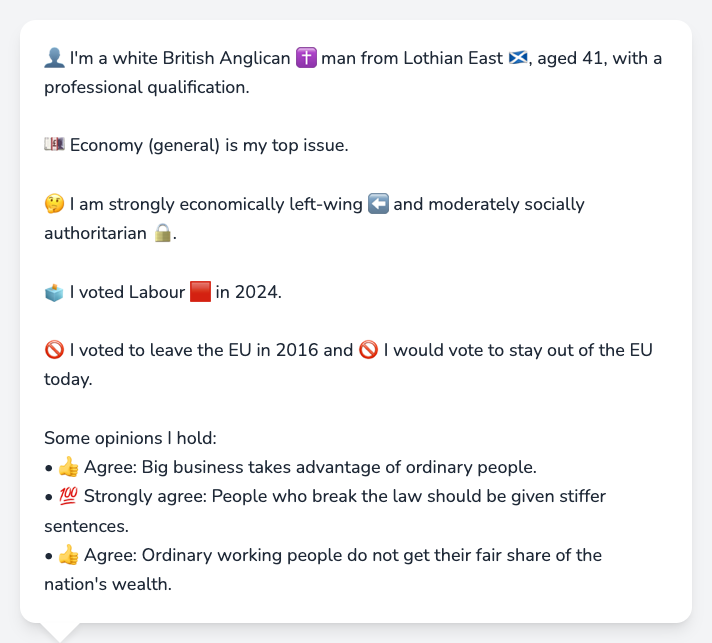 👤 I'm a white British Anglican ✝️ man from Lothian East 🏴󠁧󠁢󠁳󠁣󠁴󠁿, aged 41, with a
professional qualification.
💷 Economy (general) is my top issue.
🤔 I am strongly economically left-wing ⬅️ and moderately socially
authoritarian 🔒.
🗳️ I voted Labour 🟥 in 2024.
🚫 I voted to leave the EU in 2016 and 🚫 I would vote to stay out of the EU
today.
Some opinions I hold:
• 👍 Agree: Big business takes advantage of ordinary people.
• 💯 Strongly agree: People who break the law should be given stiffer
sentences.
• 👍 Agree: Ordinary working people do not get their fair share of the
nation's wealth.